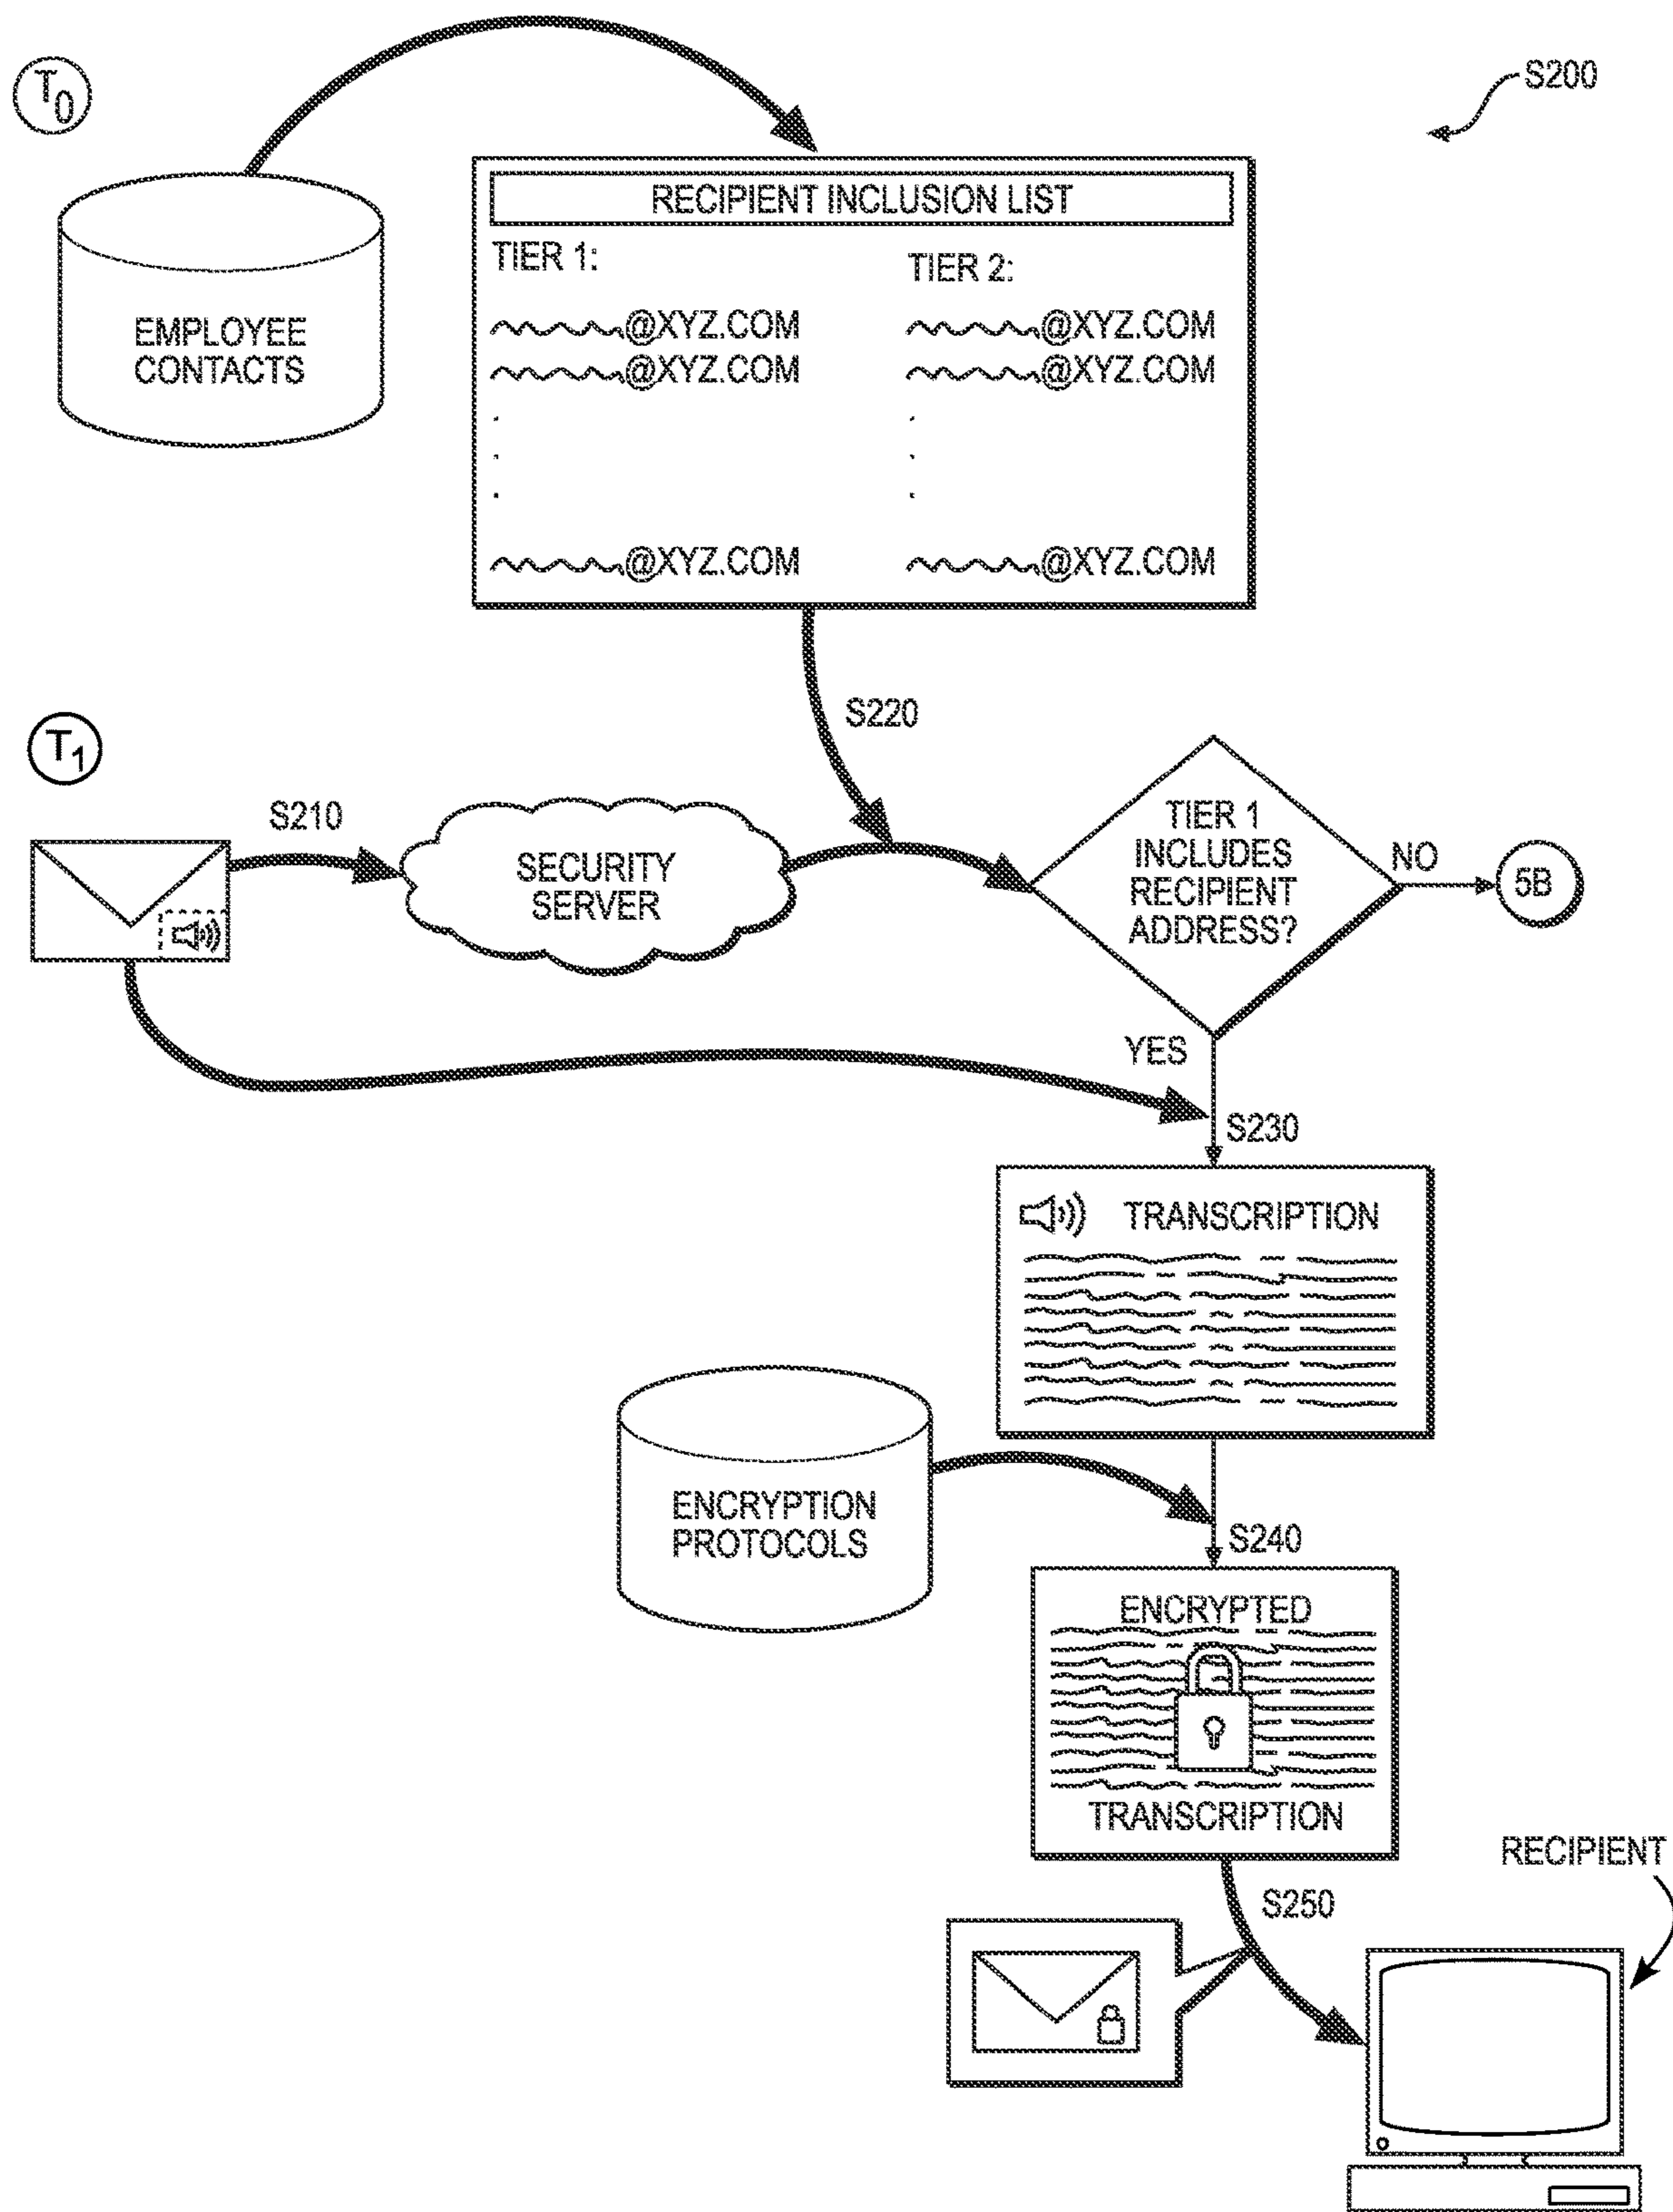 T0
S200
RECIPIENT INCLUSION LIST
EMPLOYEE
CONTACTS
TIER 1:
TIER 2:
@XYZ.COM
@XYZ.COM
@XYZ.COM
@XYZ.COM
@XYZ.COM
@XYZ.COM
S220
T1
S210
SECURITY
SERVER
TIER 1
INCLUDES
RECIPIENT
ADDRESS?
NO
5B
YES
S230
TRANSCRIPTION
ENCRYPTION
PROTOCOLS
S240
ENCRYPTED
TRANSCRIPTION
S250
RECIPIENT